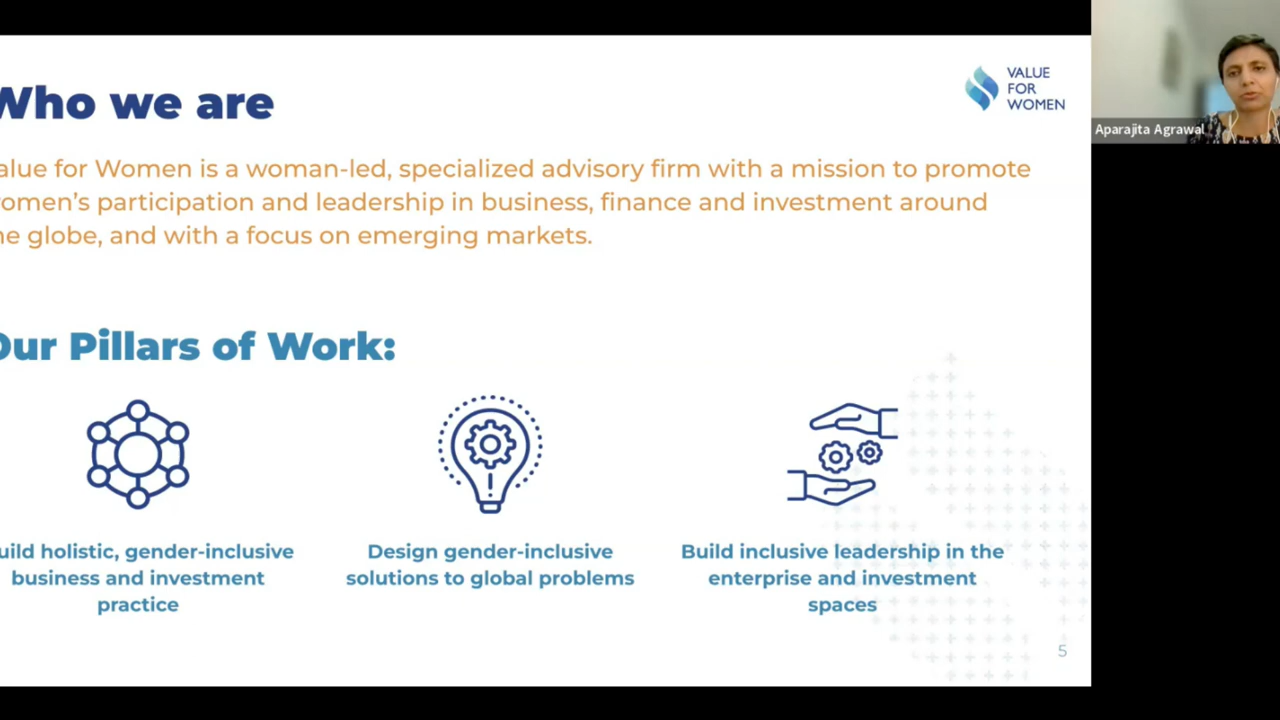 Who we are
VALUE
FOR
WOMEN
Aparajita Agrawal
alue for Women is a woman-led, specialized advisory firm with a mission to promote
omen's participation and leadership in business, finance and investment around
he globe, and with a focus on emerging markets.
Our Pillars of Work:
uild holistic, gender-inclusive
business and investment
practice
Design gender-inclusive
solutions to global problems
Build inclusive leadership in the
enterprise and investment
spaces
5